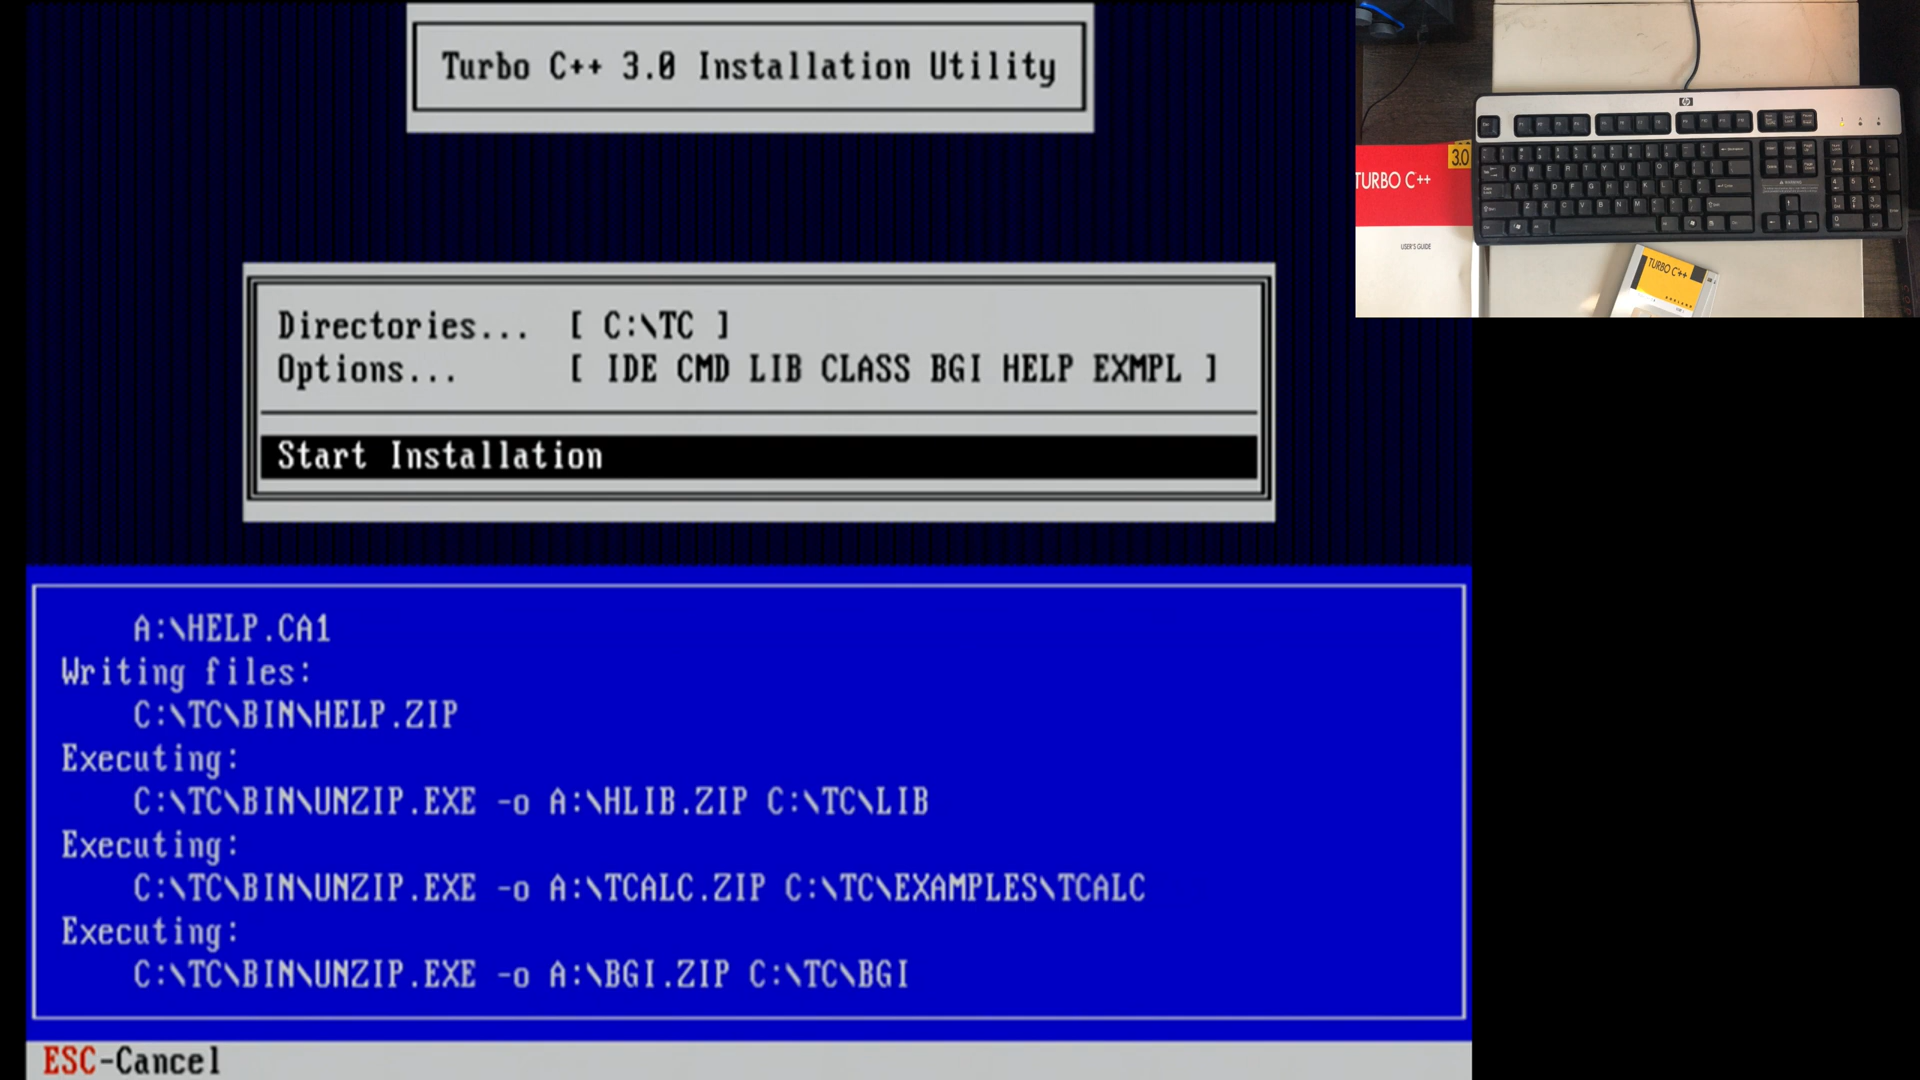 Turbo C++ 3.0 Installation Utility
Directories... [ C:\TC ]
Options... [ IDE CMD LIB CLASS BGI HELP EXMPL ]
Start Installation
A:\HELP.CA1
Writing files:
C:\TC\BIN\HELP.ZIP
Executing:
C:\TC\BIN\UNZIP.EXE -o A:\HLIB.ZIP C:\TC\LIB
Executing:
C:\TC\BIN\UNZIP.EXE -o A:\TCALC.ZIP C:\TC\EXAMPLES\TCALC
Executing:
C:\TC\BIN\UNZIP.EXE -o A:\BGI.ZIP C:\TC\BGI
ESC-Cancel
3.0
TURBO C++
USER'S GUIDE
hp
TURBO C++